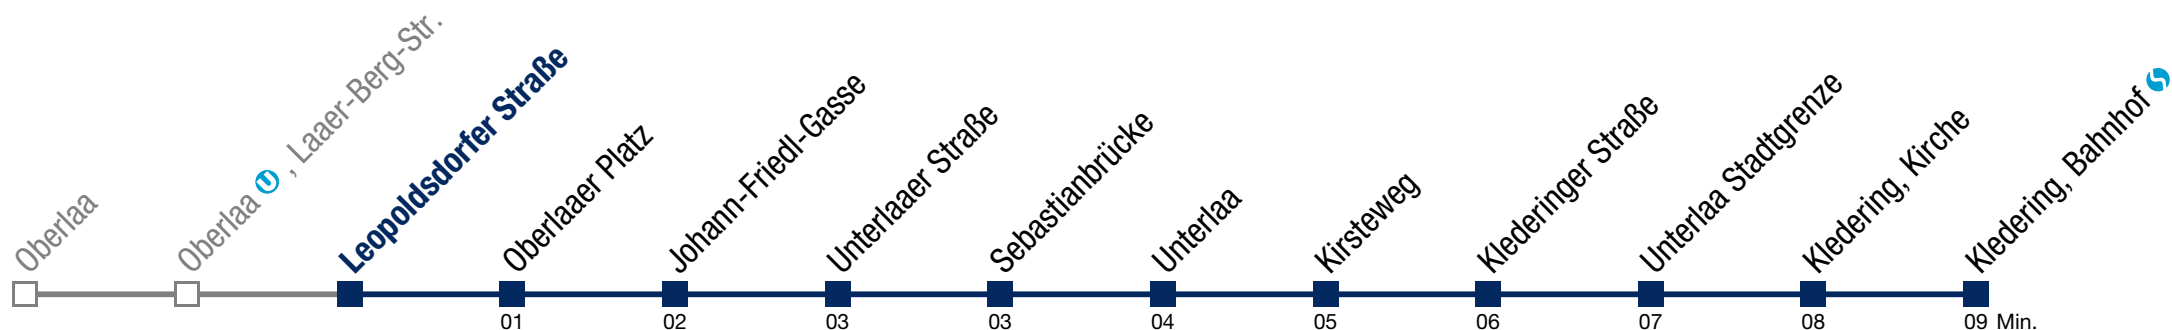 Oberlaa
Oberlaa U, Laaer-Berg-Str.
Leopoldsdorfer Straße
Oberlaaer Platz
Johann-Friedl-Gasse
Unterlaaer Straße
Sebastianbrücke
Unterlaa
Kirsteweg
Klederinger Straße
Unterlaa Stadtgrenze
Kledering, Kirche
Kledering, Bahnhof S
01 02 03 03 04 05 06 07 08 09 Min.